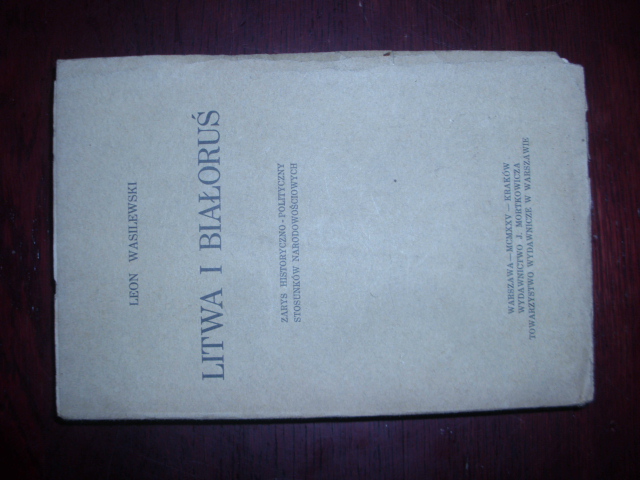 LEON WASILEWSKI
LITWA I BIAŁORUŚ
ZARYS HISTORYCZNO-POLITYCZNY
STOSUNKÓW NARODOWOŚCIOWYCH
WARSZAWA — MCMXXV — KRAKÓW
WYDAWNICTWO J. MORTKOWICZA
TOWARZYSTWO WYDAWNICZE W WARSZAWIE